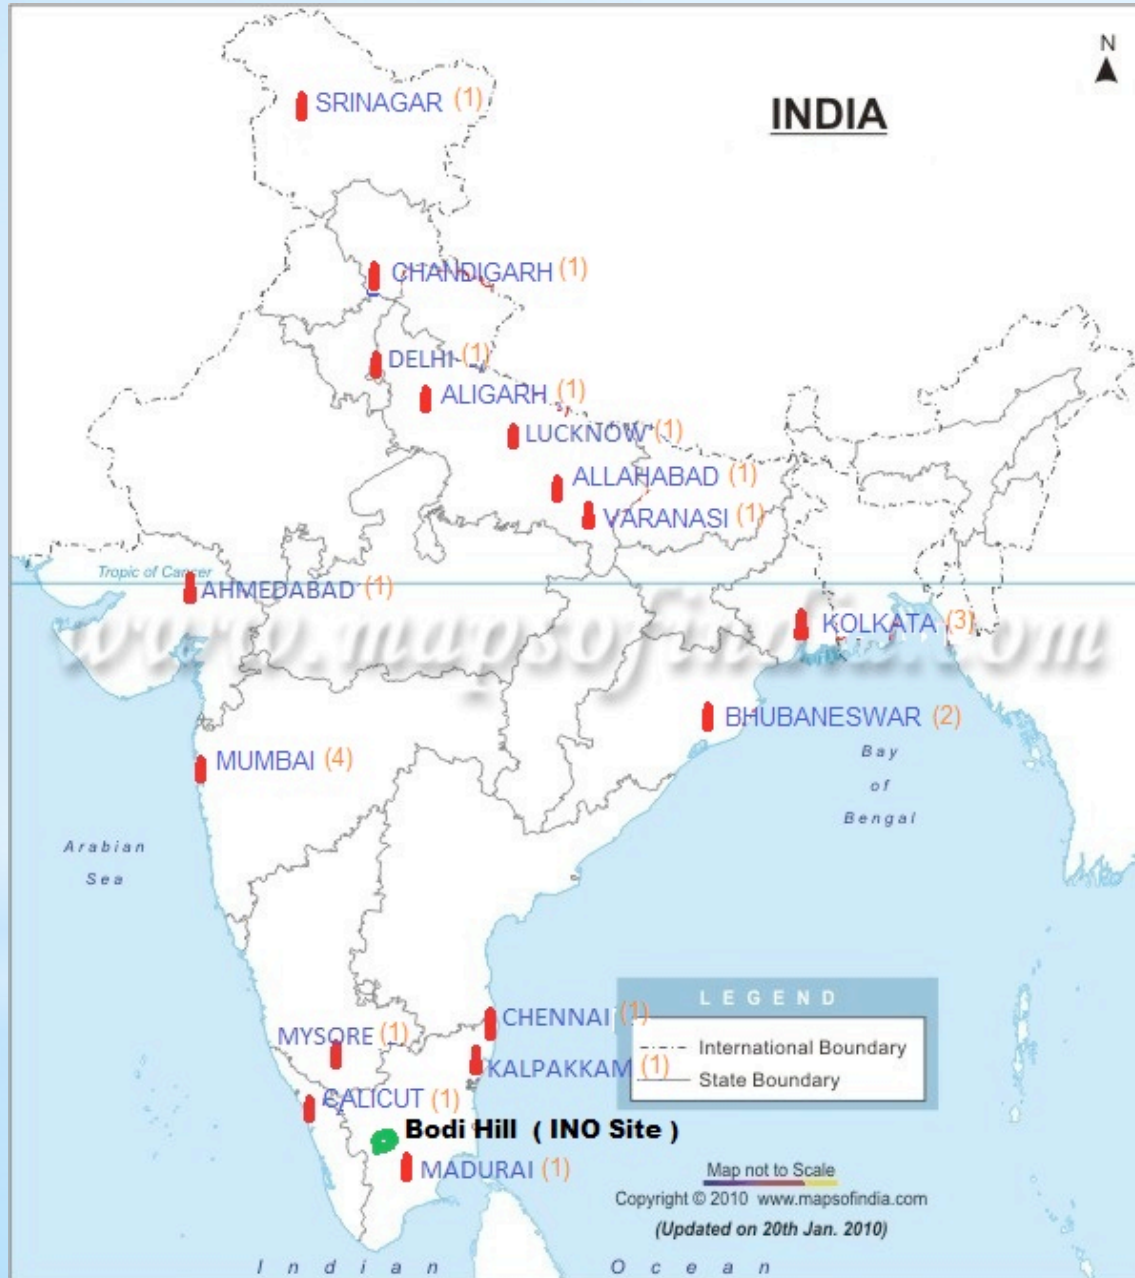 N
INDIA
SRINAGAR (1)
CHANDIGARH (1)
DELHI (1)
ALIGARH (1)
LUCKNOW (1)
ALLAHABAD (1)
VARANASI (1)
Tropic of Cancer
AHMEDABAD (1)
KOLKATA (3)
www.mapsofindia.com
BHUBANESWAR (2)
MUMBAI (4)
Bay
of
Bengal
Arabian
Sea
LEGEND
International Boundary
State Boundary
CHENNAI (1)
MYSORE (1)
KALPAKKAM (1)
CALICUT (1)
Bodi Hill ( INO Site )
MADURAI (1)
Map not to Scale
Copyright © 2010 www.mapsofindia.com
(Updated on 20th Jan. 2010)
Indian Ocean